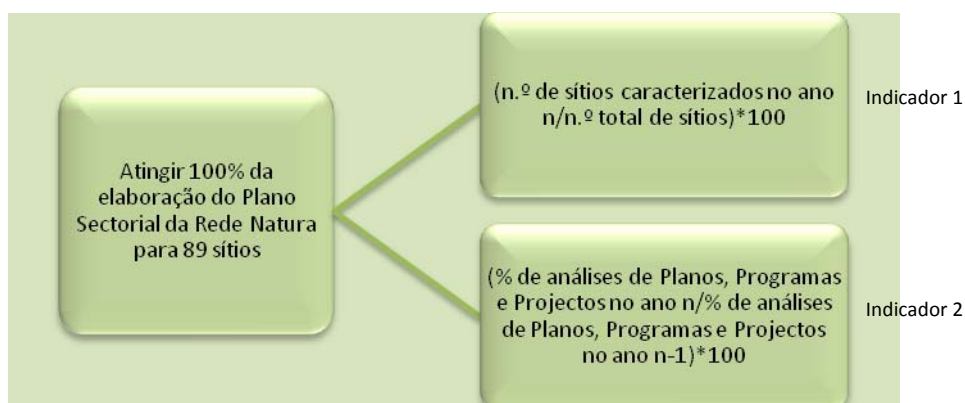 Atingir 100% da
elaboração do Plano
Sectorial da Rede Natura
para 89 sítios
(n.º de sítios caracterizados no ano
n/n.º total de sítios)*100
Indicador 1
(% de análises de Planos, Programas
e Projectos no ano n/% de análises
de Planos, Programas e Projectos
no ano n-1)*100
Indicador 2